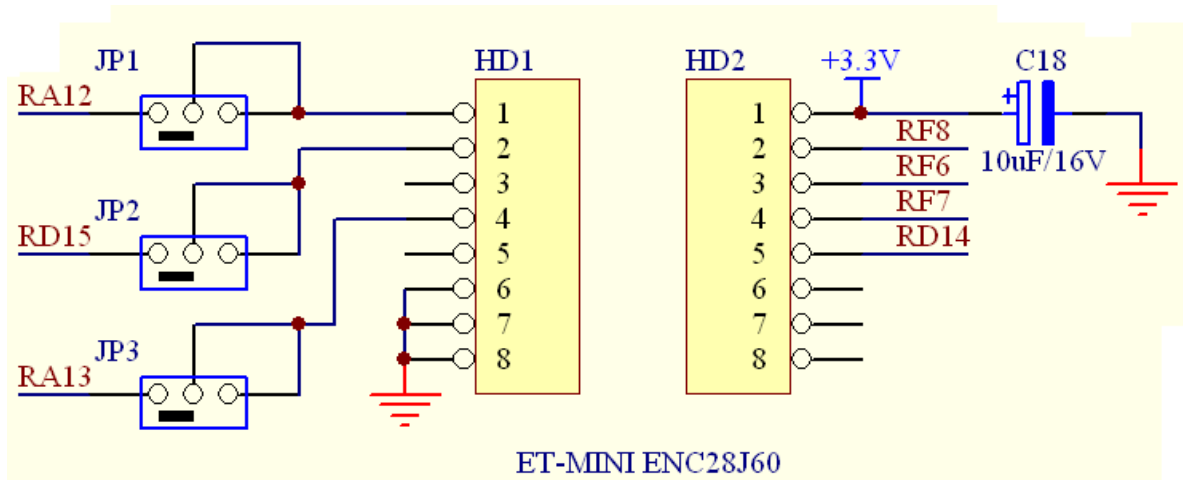 JP1
RA12
JP2
RD15
JP3
RA13
HD1
1
2
3
4
5
6
7
8
HD2
1
2
3
4
5
6
7
8
+3.3V
RF8
RF6
RF7
RD14
C18
+
10uF/16V
ET-MINI ENC28J60